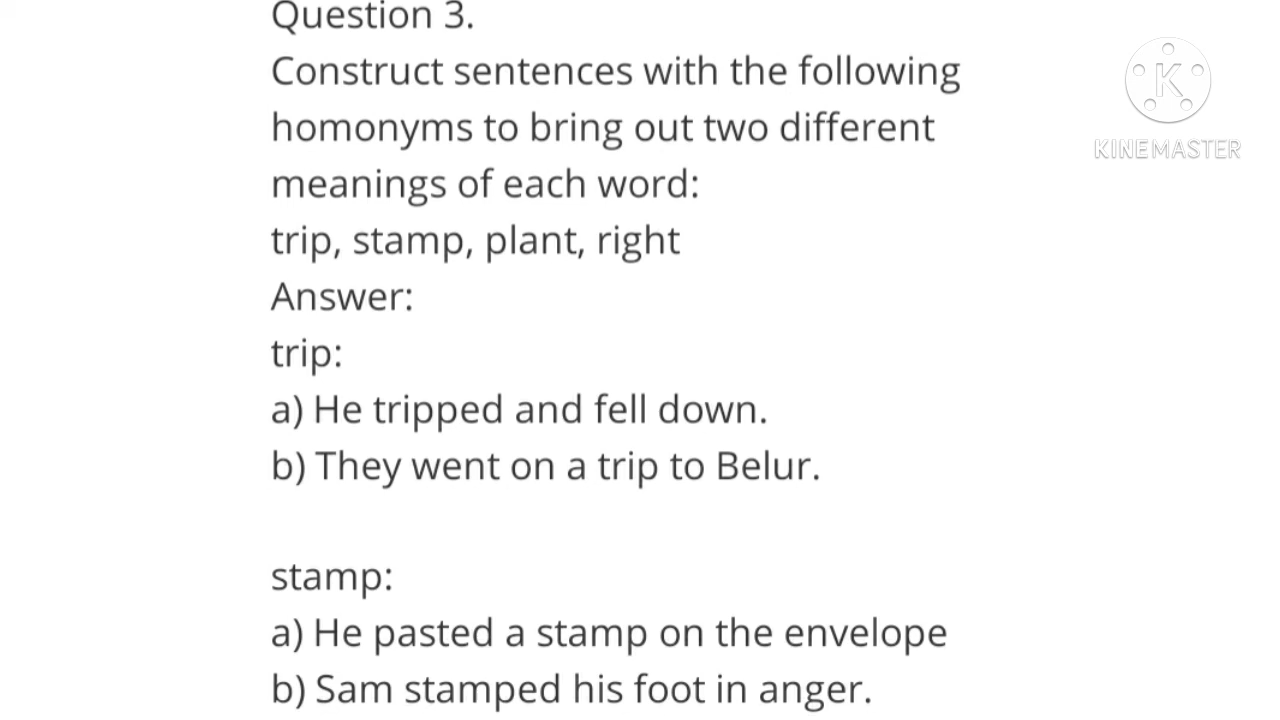 Question 3.
Construct sentences with the following
homonyms to bring out two different
meanings of each word:
trip, stamp, plant, right
Answer:
trip:
a) He tripped and fell down.
b) They went on a trip to Belur.
stamp:
a) He pasted a stamp on the envelope
b) Sam stamped his foot in anger.
K
KINEMASTER